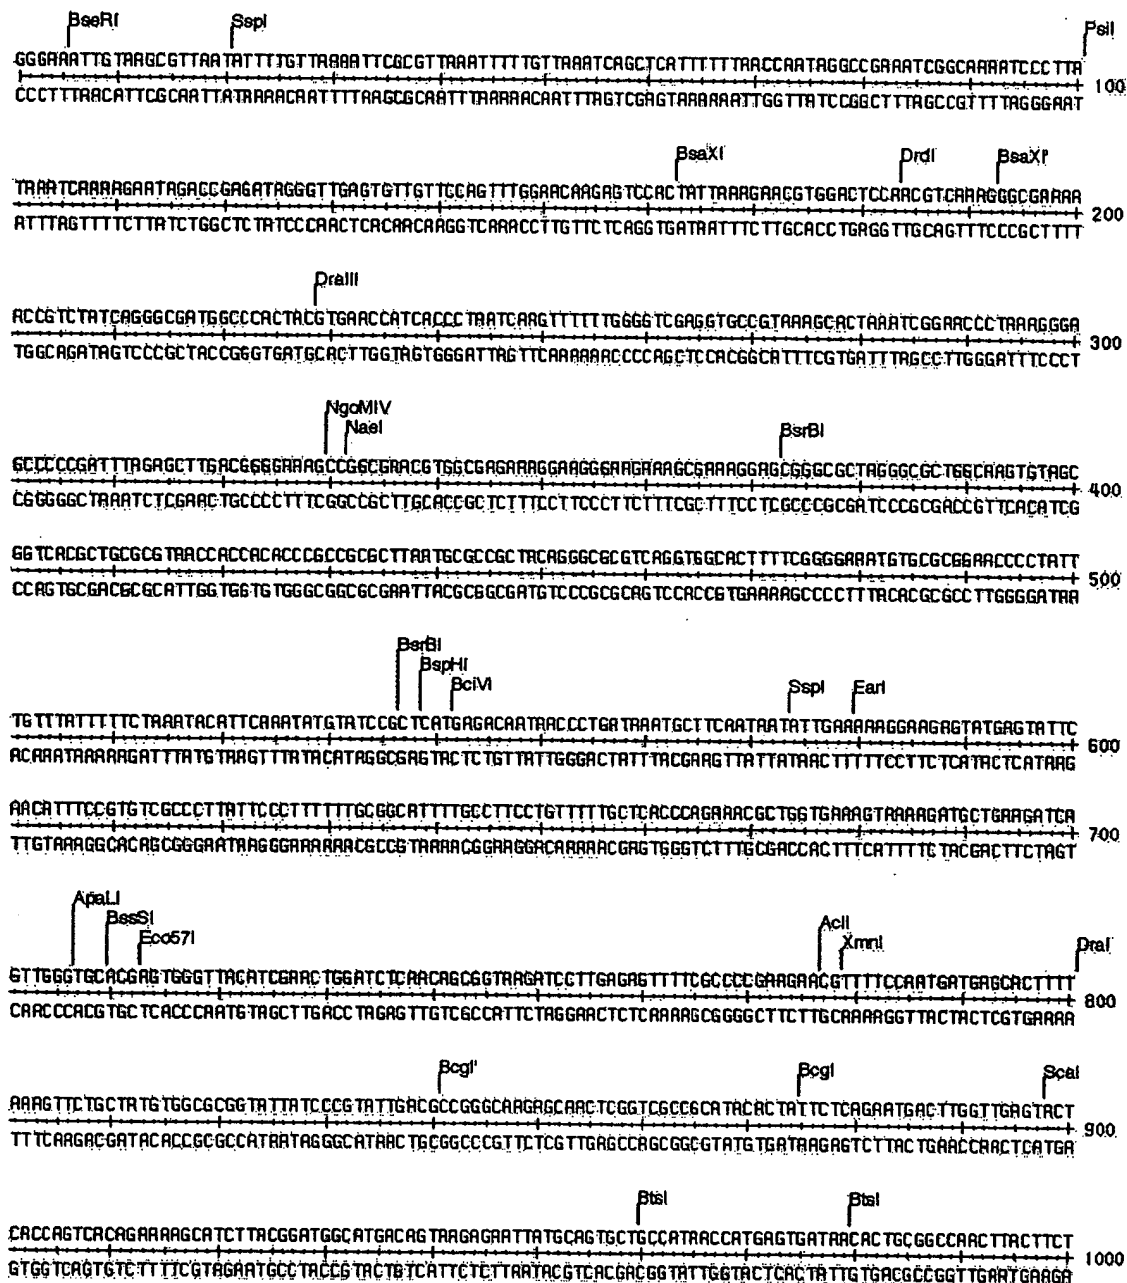 BseRI SspI PsiI
GGGAAATTGTAAGCGTTAATATTTTGTTAAAATTCGCGTTAAATTTTTGTTAAATCAGCTCATTTTTTAACCAATAGGCCGAAATCGGCAAAATCCCTTA
100
CCCTTTAACATTCGCAATTATAAAACAATTTTAAGCGCAATTTAAAAACAATTTAGTCGAGTAAAAAATTGGTTATCCGGCTTTAGCCGTTTTAGGGAAT
BsaXI DrdI BsaXI'
TAAATCAAAAGAATAGACCGAGATAGGGTTGAGTGTTGTTCCAGTTTGGAACAAGAGTCCACTATTAAAGAACGTGGACTCCAACGTCAAAGGGCGAAAA
200
ATTTAGTTTTCTTATCTGGCTCTATCCCAACTCACAACAAGGTCAAACCTTGTTCTCAGGTGATAATTTCTTGCACCTGAGGTTGCAGTTTCCCGCTTTT
DraIII
ACCGTCTATCAGGGCGATGGCCCACTACGTGAACCATCACCCTAATCAAGTTTTTTGGGGTCGAGGTGCCGTAAAGCACTAAATCGGAACCCTAAAGGGA
300
TGGCAGATAGTCCCGCTACCGGGTGATGCACTTGGTAGTGGGATTAGTTCAAAAAACCCCAGCTCCACGGCATTTCGTGATTTAGCCTTGGGATTTCCCT
NgoMIV
NaeI BsrBI
GCCCCCGATTTAGAGCTTGACGGGGAAAGCCGGCGAACGTGGCGAGAAAGGAAGGGAAGAAAGCGAAAGGAGCGGGCGCTAGGGCGCTGGCAAGTGTAGC
400
CGGGGGCTAAATCTCGAACTGCCCCTTTCGGCCGCTTGCACCGCTCTTTCCTTCCCTTCTTTCGCTTTCCTCGCCCGCGATCCCGCGACCGTTCACATCG
GGTCACGCTGCGCGTAACCACCACACCCGCCGCGCTTAATGCGCCGCTACAGGGCGCGTCAGGTGGCACTTTTCGGGGAAATGTGCGCGGAACCCCTATT
500
CCAGTGCGACGCGCATTGGTGGTGTGGGCGGCGCGAATTACGCGGCGATGTCCCGCGCAGTCCACCGTGAAAAGCCCCTTTACACGCGCCTTGGGGATAA
BsrBI
BspHI
BciVI SspI EarI
TGTTTATTTTTCTAAATACATTCAAATATGTATCCGCTCATGAGACAATAACCCTGATAAATGCTTCAATAATATTGAAAAAGGAAGAGTATGAGTATTC
600
ACAAATAAAAAGATTTATGTAAGTTTATACATAGGCGAGTACTCTGTTATTGGGACTATTTACGAAGTTATTATAACTTTTTCCTTCTCATACTCATAAG
AACATTTCCGTGTCGCCCTTATTCCCTTTTTTGCGGCATTTTGCCTTCCTGTTTTTGCTCACCCAGAAACGCTGGTGAAAGTAAAAGATGCTGAAGATCA
700
TTGTAAAGGCACAGCGGGAATAAGGGAAAAAACGCCGTAAAACGGAAGGACAAAAACGAGTGGGTCTTTGCGACCACTTTCATTTTCTACGACTTCTAGT
ApaLI
BssSI AclI
Eco57I XmnI DraI
GTTGGGTGCACGAGTGGGTTACATCGAACTGGATCTCAACAGCGGTAAGATCCTTGAGAGTTTTCGCCCCGAAGAACGTTTTCCAATGATGAGCACTTTT
800
CAACCCACGTGCTCACCCAATGTAGCTTGACCTAGAGTTGTCGCCATTCTAGGAACTCTCAAAAGCGGGGCTTCTTGCAAAAGGTTACTACTCGTGAAAA
BcgI' BcgI ScaI
AAAGTTCTGCTATGTGGCGCGGTATTATCCCGTATTGACGCCGGGCAAGAGCAACTCGGTCGCCGCATACACTATTCTCAGAATGACTTGGTTGAGTACT
900
TTTCAAGACGATACACCGCGCCATAATAGGGCATAACTGCGGCCCGTTCTCGTTGAGCCAGCGGCGTATGTGATAAGAGTCTTACTGAACCAACTCATGA
BtsI BtsI
CACCAGTCACAGAAAAGCATCTTACGGATGGCATGACAGTAAGAGAATTATGCAGTGCTGCCATAACCATGAGTGATAACACTGCGGCCAACTTACTTCT
1000
GTGGTCAGTGTCTTTTCGTAGAATGCCTACCGTACTGTCATTCTCTTAATACGTCACGACGGTATTGGTACTCACTATTGTGACGCCGGTTGAATGAAGA